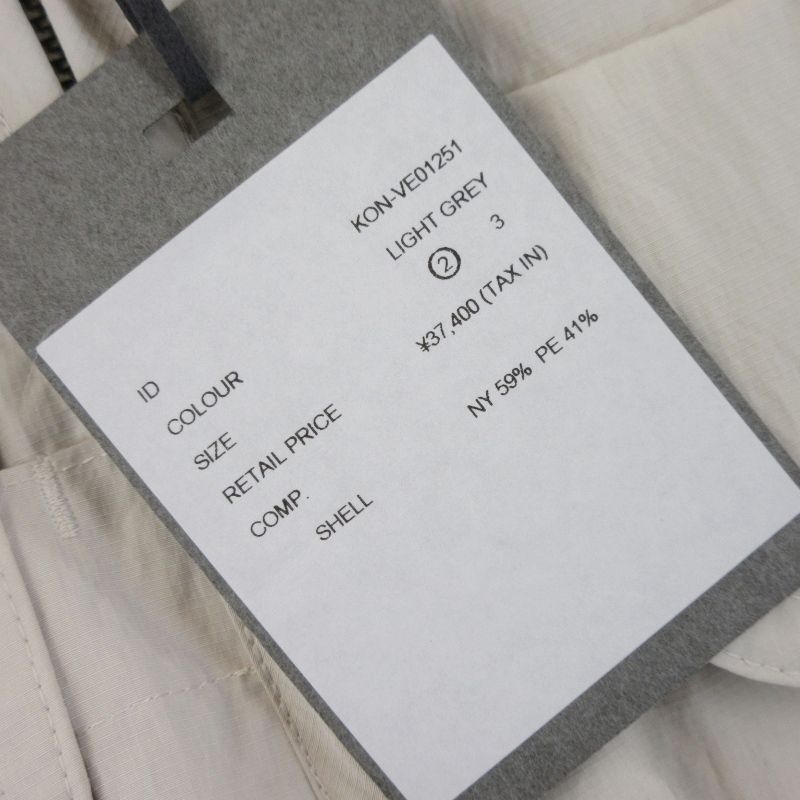 ID KON-VE01251
COLOUR LIGHT GREY
SIZE 2 3
RETAIL PRICE ¥37,400 (TAX IN)
COMP.
SHELL NY 59% PE 41%